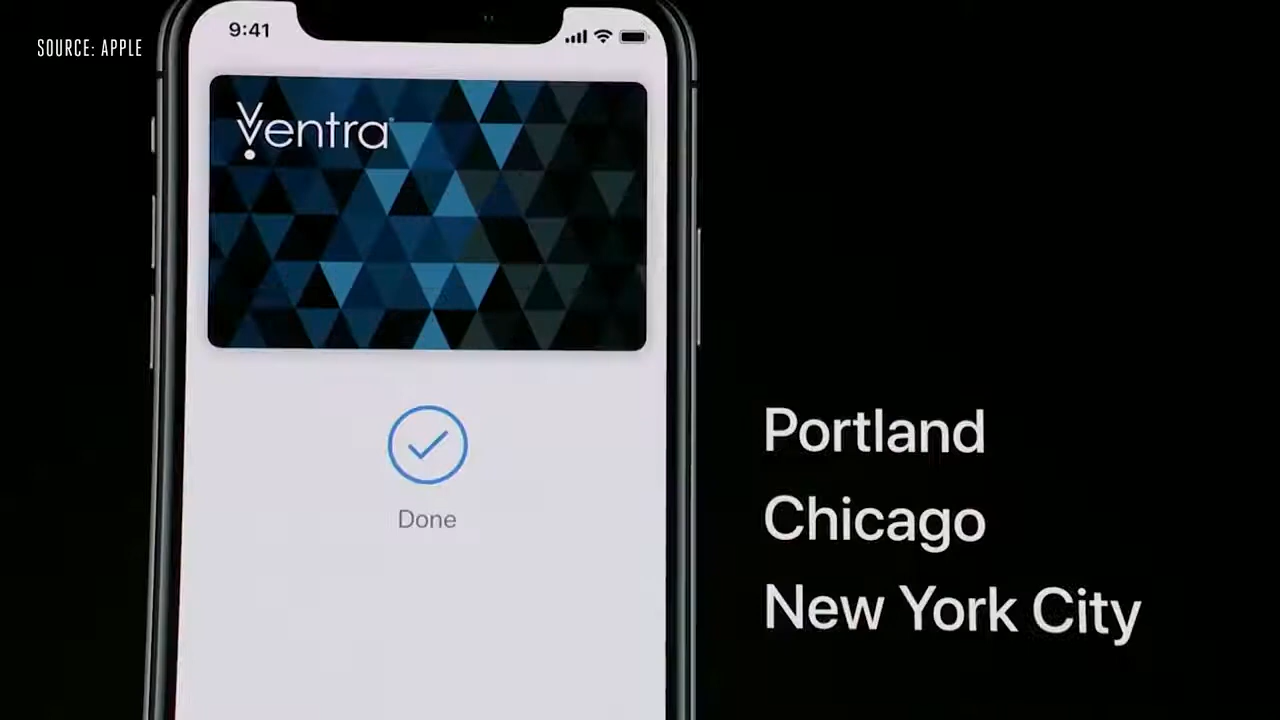 SOURCE: APPLE
9:41
Ventra
Done
Portland
Chicago
New York City